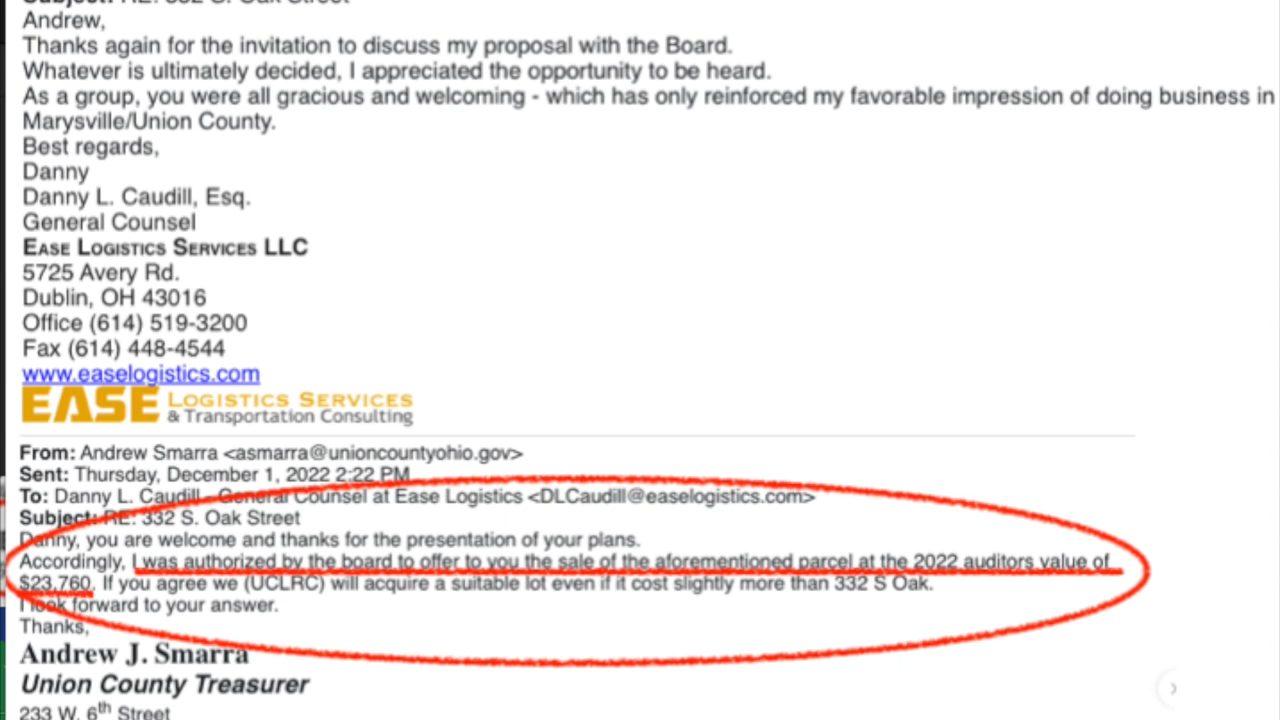 Subject: RE: 332 S. Oak Street
Andrew,
Thanks again for the invitation to discuss my proposal with the Board.
Whatever is ultimately decided, I appreciated the opportunity to be heard.
As a group, you were all gracious and welcoming - which has only reinforced my favorable impression of doing business in
Marysville/Union County.
Best regards,
Danny
Danny L. Caudill, Esq.
General Counsel
EASE LOGISTICS SERVICES LLC
5725 Avery Rd.
Dublin, OH 43016
Office (614) 519-3200
Fax (614) 448-4544
www.easelogistics.com
EASE LOGISTICS SERVICES
& Transportation Consulting
From: Andrew Smarra <asmarra@unioncountyohio.gov>
Sent: Thursday, December 1, 2022 2:22 PM
To: Danny L. Caudill - General Counsel at Ease Logistics <DLCaudill@easelogistics.com>
Subject: RE: 332 S. Oak Street
Danny, you are welcome and thanks for the presentation of your plans.
Accordingly, I was authorized by the board to offer to you the sale of the aforementioned parcel at the 2022 auditors value of
$23,760. If you agree we (UCLRC) will acquire a suitable lot even if it cost slightly more than 332 S Oak.
I look forward to your answer.
Thanks,
Andrew J. Smarra
Union County Treasurer
233 W. 6th Street